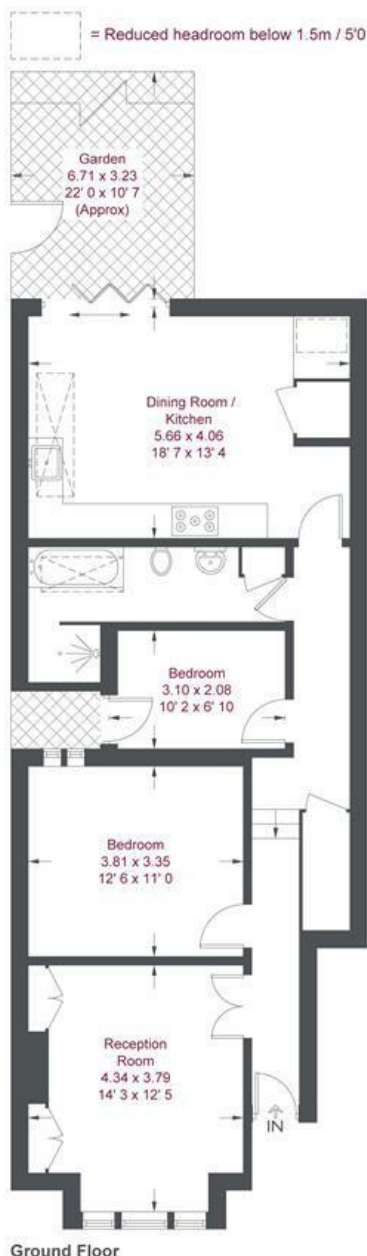 = Reduced headroom below 1.5m / 5'0
Garden
6.71 x 3.23
22' 0 x 10' 7
(Approx)
Dining Room /
Kitchen
5.66 x 4.06
18' 7 x 13' 4
Bedroom
3.10 x 2.08
10' 2 x 6' 10
Bedroom
3.81 x 3.35
12' 6 x 11' 0
Reception
Room
4.34 x 3.79
14' 3 x 12' 5
IN
Ground Floor